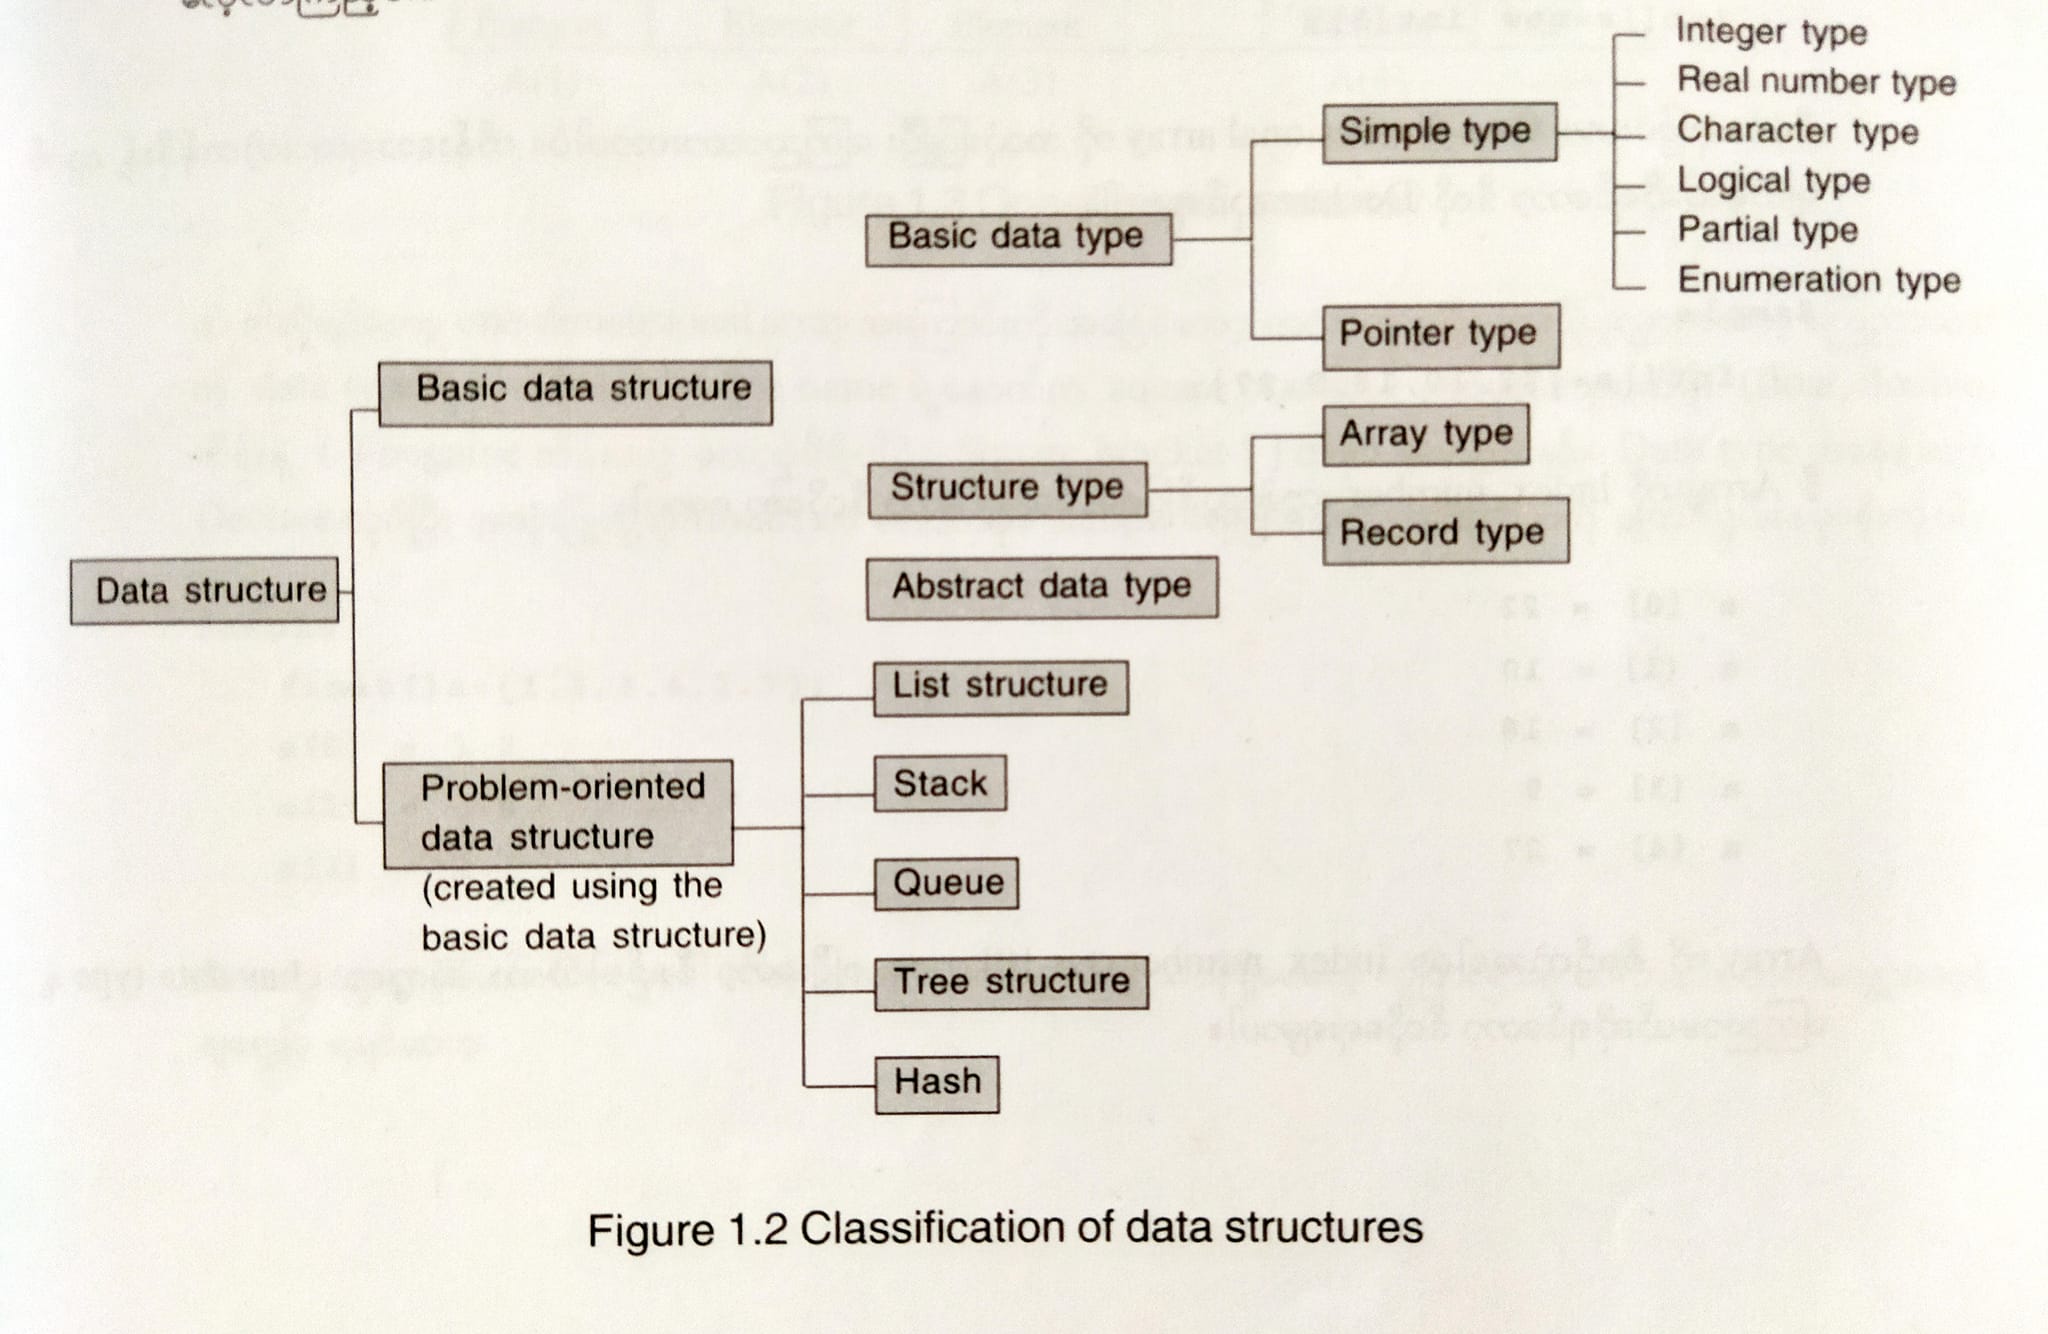 Integer type
Real number type
Simple type
Character type
Logical type
Basic data type
Partial type
Enumeration type
Pointer type
Basic data structure
Array type
Structure type
Record type
Data structure
Abstract data type
List structure
Problem-oriented
data structure
(created using the
basic data structure)
Stack
Queue
Tree structure
Hash
Figure 1.2 Classification of data structures